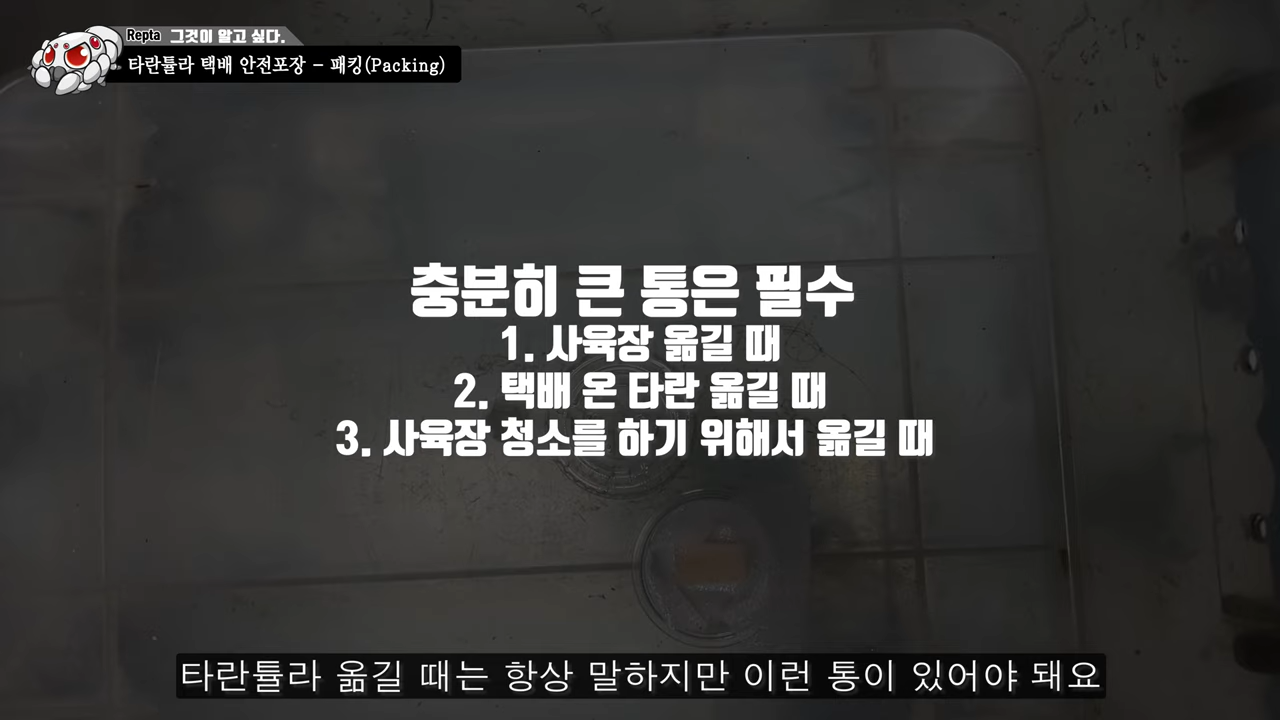 Repta 그것이 알고 싶다.
타란튤라 택배 안전포장 – 패킹(Packing)
충분히 큰 통은 필수
1. 사육장 옮길 때
2. 택배 온 타란 옮길 때
3. 사육장 청소를 하기 위해서 옮길 때
타란튤라 옮길 때는 항상 말하지만 이런 통이 있어야 돼요